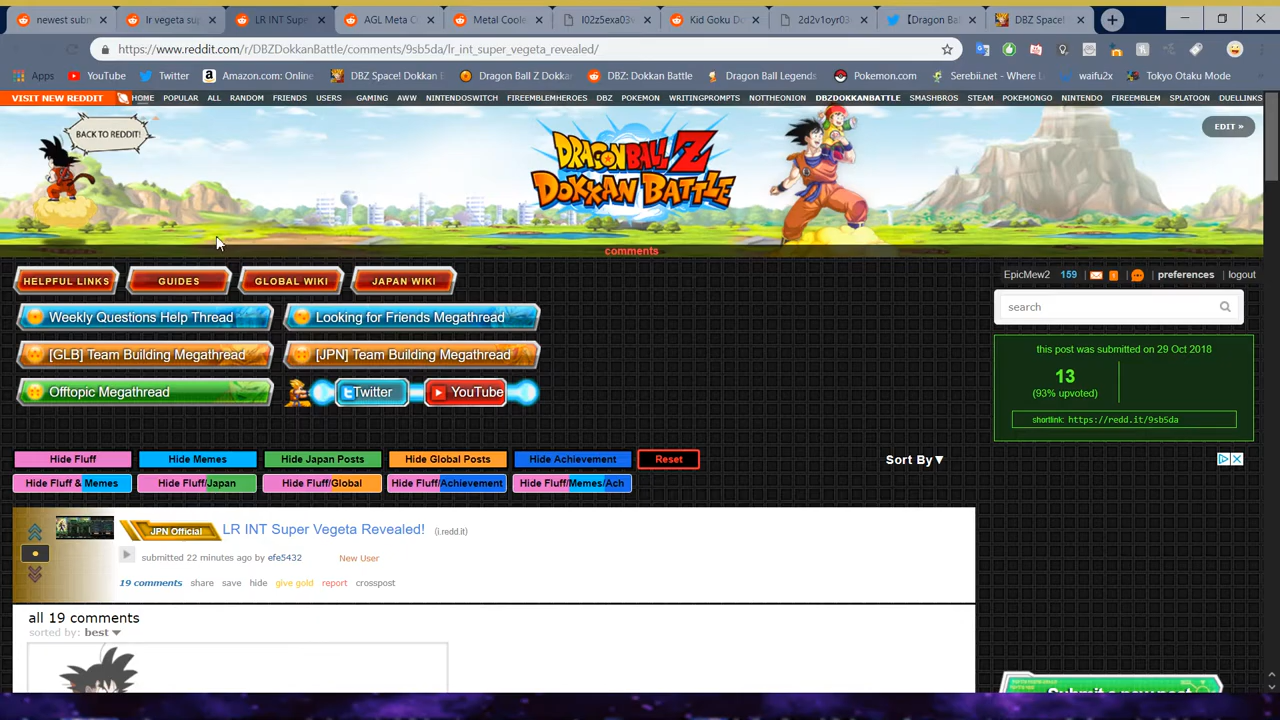 newest subm
lr vegeta sup
LR INT Supe
AGL Meta C
Metal Coole
l02z5exa03v
Kid Goku Do
2d2v1oyr03
【Dragon Bal
DBZ Space!
https://www.reddit.com/r/DBZDokkanBattle/comments/9sb5da/lr_int_super_vegeta_revealed/
Apps YouTube Twitter Amazon.com: Online DBZ Space! Dokkan Dragon Ball Z Dokka DBZ: Dokkan Battle Dragon Ball Legends Pokemon.com Serebii.net - Where L waifu2x Tokyo Otaku Mode
VISIT NEW REDDIT HOME POPULAR ALL RANDOM FRIENDS USERS GAMING AWW NINTENDOSWITCH FIREEMBLEMHEROES DBZ POKEMON WRITINGPROMPTS NOTTHEONION DBZDOKKANBATTLE SMASHBROS STEAM POKEMONGO NINTENDO FIREEMBLEM SPLATOON DUELLINKS
BACK TO REDDIT!
DRAGON BALL Z
DOKKAN BATTLE
EDIT »
comments
HELPFUL LINKS GUIDES GLOBAL WIKI JAPAN WIKI
EpicMew2 159 preferences logout
Weekly Questions Help Thread Looking for Friends Megathread
search
[GLB] Team Building Megathread [JPN] Team Building Megathread
this post was submitted on 29 Oct 2018
13
(93% upvoted)
Offtopic Megathread Twitter YouTube
shortlink: https://redd.it/9sb5da
Hide Fluff Hide Memes Hide Japan Posts Hide Global Posts Hide Achievement Reset
Sort By▼
Hide Fluff & Memes Hide Fluff/Japan Hide Fluff/Global Hide Fluff/Achievement Hide Fluff/Memes/Ach
JPN Official LR INT Super Vegeta Revealed! (i.redd.it)
submitted 22 minutes ago by efe5432 New User
19 comments share save hide give gold report crosspost
all 19 comments
sorted by: best
Submit a new post